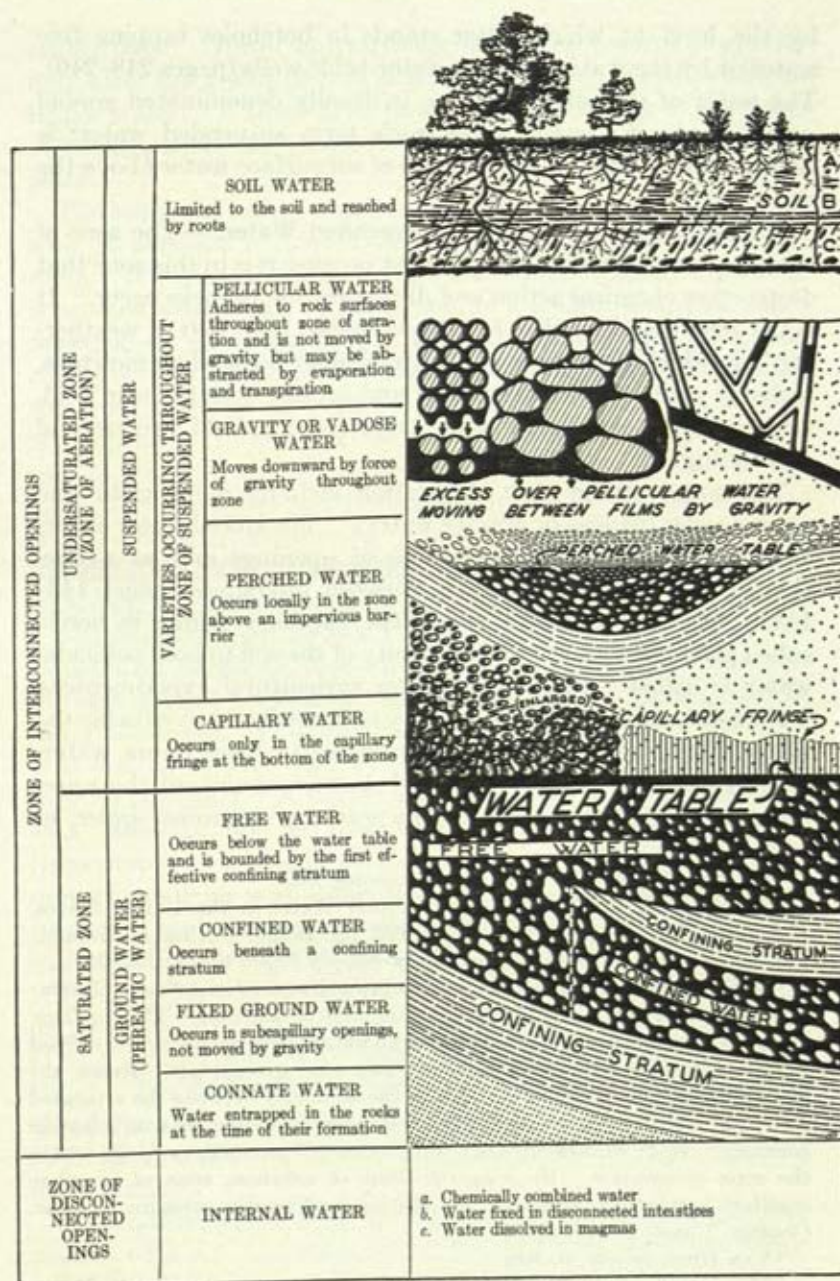 ZONE OF INTERCONNECTED OPENINGS
UNDERSATURATED ZONE
(ZONE OF AERATION)
SUSPENDED WATER
VARIETIES OCCURRING THROUGHOUT
ZONE OF SUSPENDED WATER
SOIL WATER
Limited to the soil and reached
by roots
PELLICULAR WATER
Adheres to rock surfaces
throughout zone of aera-
tion and is not moved by
gravity but may be ab-
stracted by evaporation
and transpiration
GRAVITY OR VADOSE
WATER
Moves downward by force
of gravity throughout
zone
PERCHED WATER
Occurs locally in the zone
above an impervious bar-
rier
CAPILLARY WATER
Occurs only in the capillary
fringe at the bottom of the zone
SATURATED ZONE
GROUND WATER
(PHREATIC WATER)
FREE WATER
Occurs below the water table
and is bounded by the first ef-
fective confining stratum
CONFINED WATER
Occurs beneath a confining
stratum
FIXED GROUND WATER
Occurs in subcapillary openings,
not moved by gravity
CONNATE WATER
Water entrapped in the rocks
at the time of their formation
ZONE OF
DISCON-
NECTED
OPEN-
INGS
INTERNAL WATER
a. Chemically combined water
b. Water fixed in disconnected interstices
c. Water dissolved in magmas
SOIL
B
C
EXCESS OVER PELLICULAR WATER
MOVING BETWEEN FILMS BY GRAVITY
PERCHED WATER TABLE
(ENLARGED)
CAPILLARY FRINGE
WATER TABLE
FREE WATER
CONFINING STRATUM
CONFINED WATER
CONFINING STRATUM